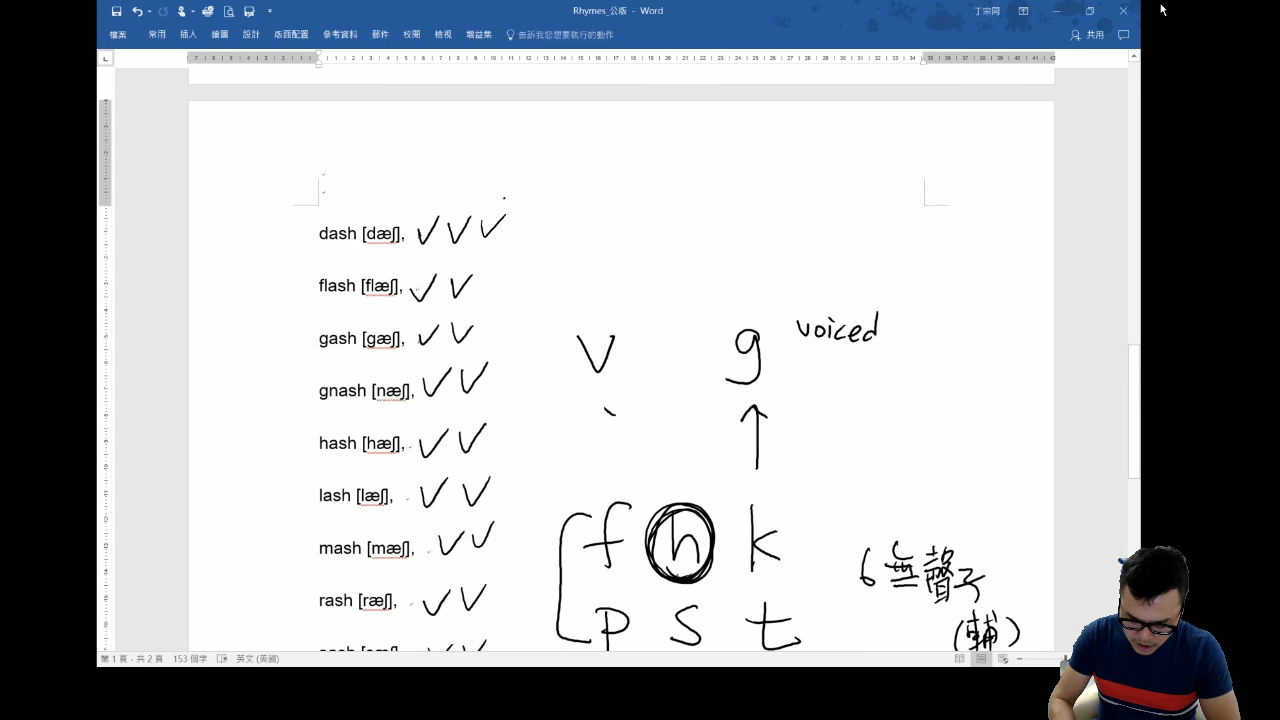 Rhymes_公版 - Word
丁宗同
檔案 常用 插入 繪圖 設計 版面配置 參考資料 郵件 校閱 檢視 增益集 告訴我您想要執行的動作 共用
dash [dæʃ],
flash [flæʃ],
gash [gæʃ],
gnash [næʃ],
hash [hæʃ],
lash [læʃ],
mash [mæʃ],
rash [ræʃ],
v g voiced
f h k
p s t
6無聲子
(輔)
第 1 頁，共 2 頁 153 個字 英文 (美國)